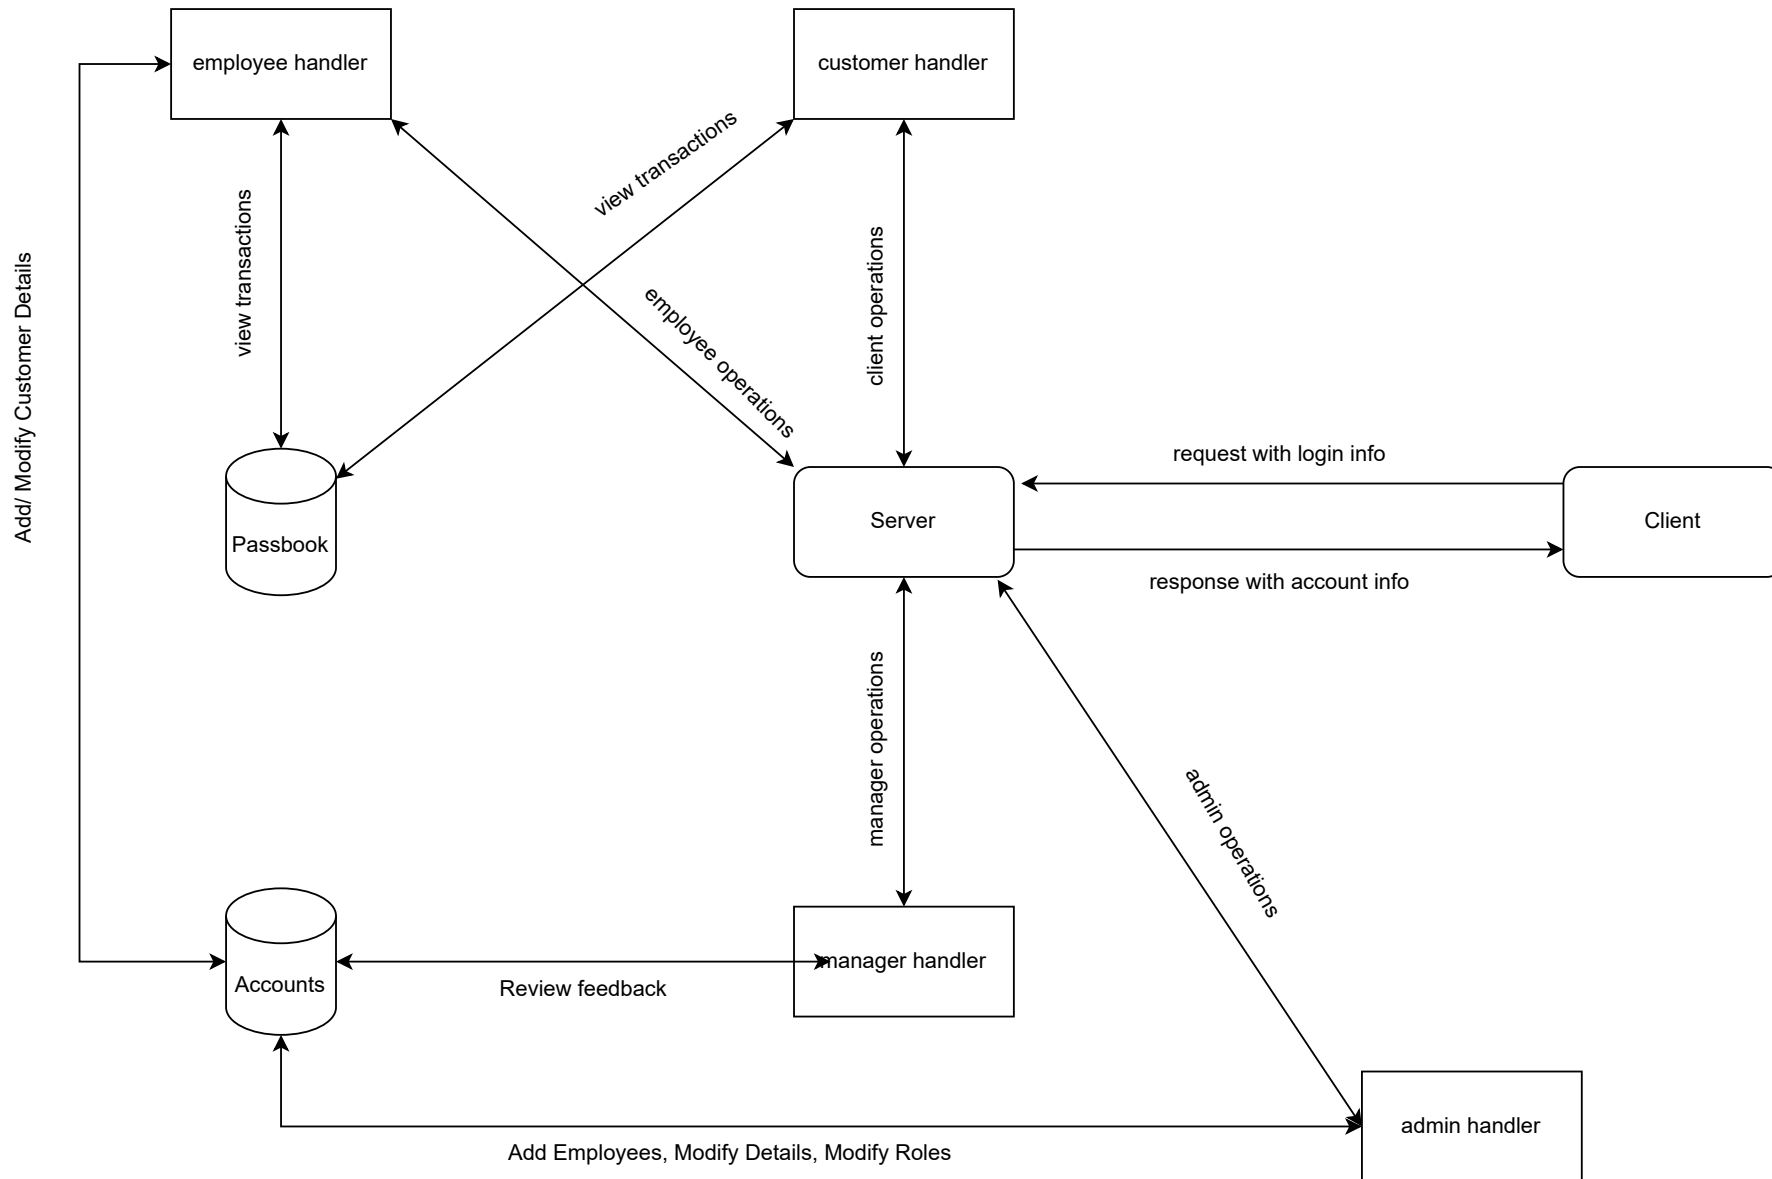 employee handler
customer handler
view transactions
view transactions
Add/ Modify Customer Details
employee operations
client operations
request with login info
Server
Client
Passbook
response with account info
manager operations
admin operations
manager handler
Accounts
Review feedback
admin handler
Add Employees, Modify Details, Modify Roles